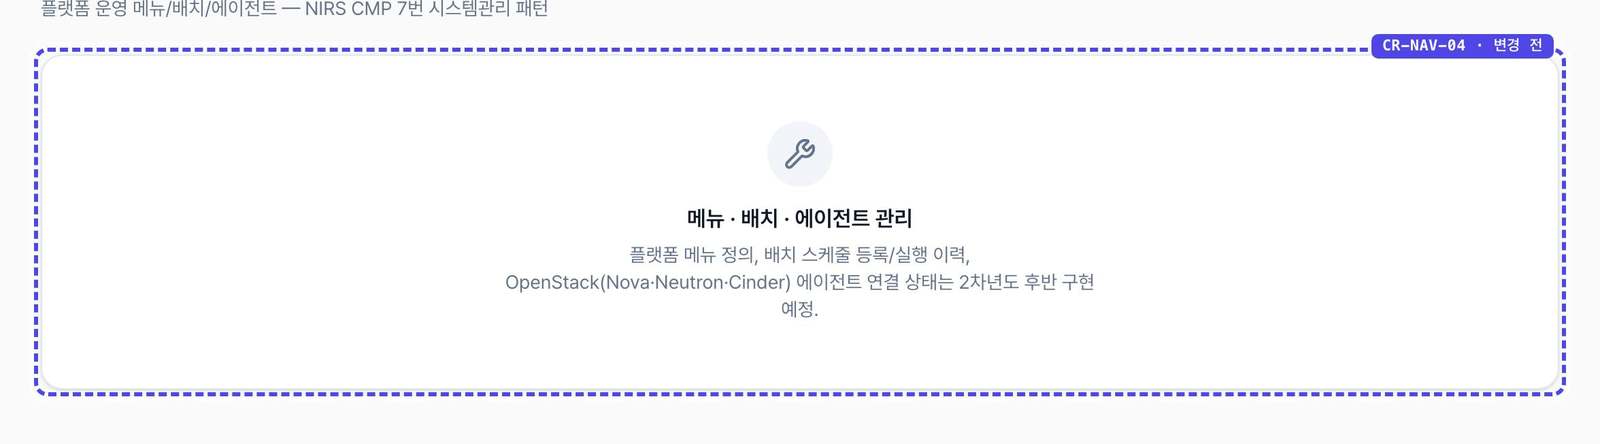 플랫폼 운영 메뉴/배치/에이전트 — NIRS CMP 7번 시스템관리 패턴
CR-NAV-04 · 변경 전
메뉴 · 배치 · 에이전트 관리
플랫폼 메뉴 정의, 배치 스케줄 등록/실행 이력,
OpenStack(Nova·Neutron·Cinder) 에이전트 연결 상태는 2차년도 후반 구현
예정.